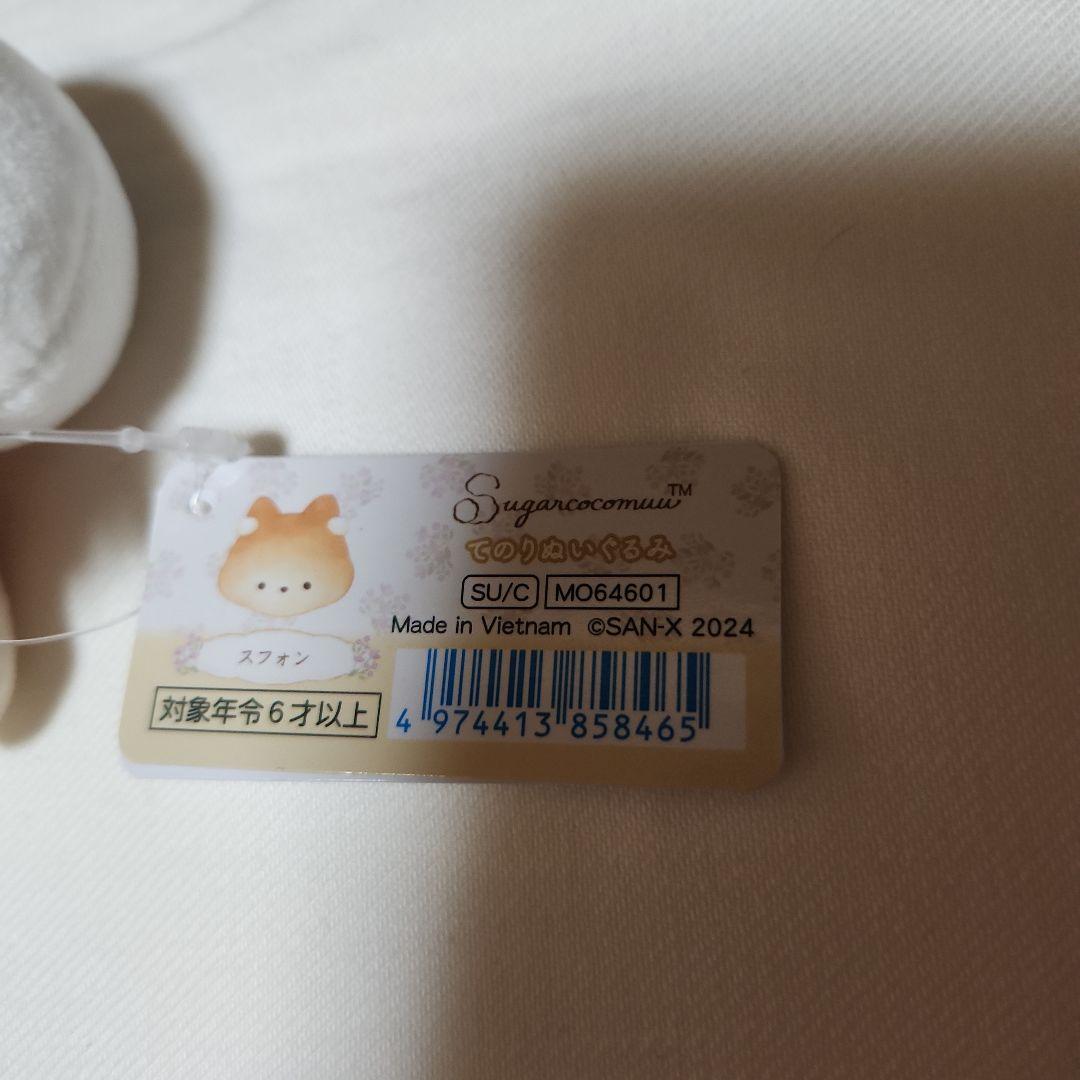 Sugarcocomuu™
てのりぬいぐるみ
SU/C MO64601
Made in Vietnam ©SAN-X 2024
スフォン
対象年令6才以上
4 974413 858465